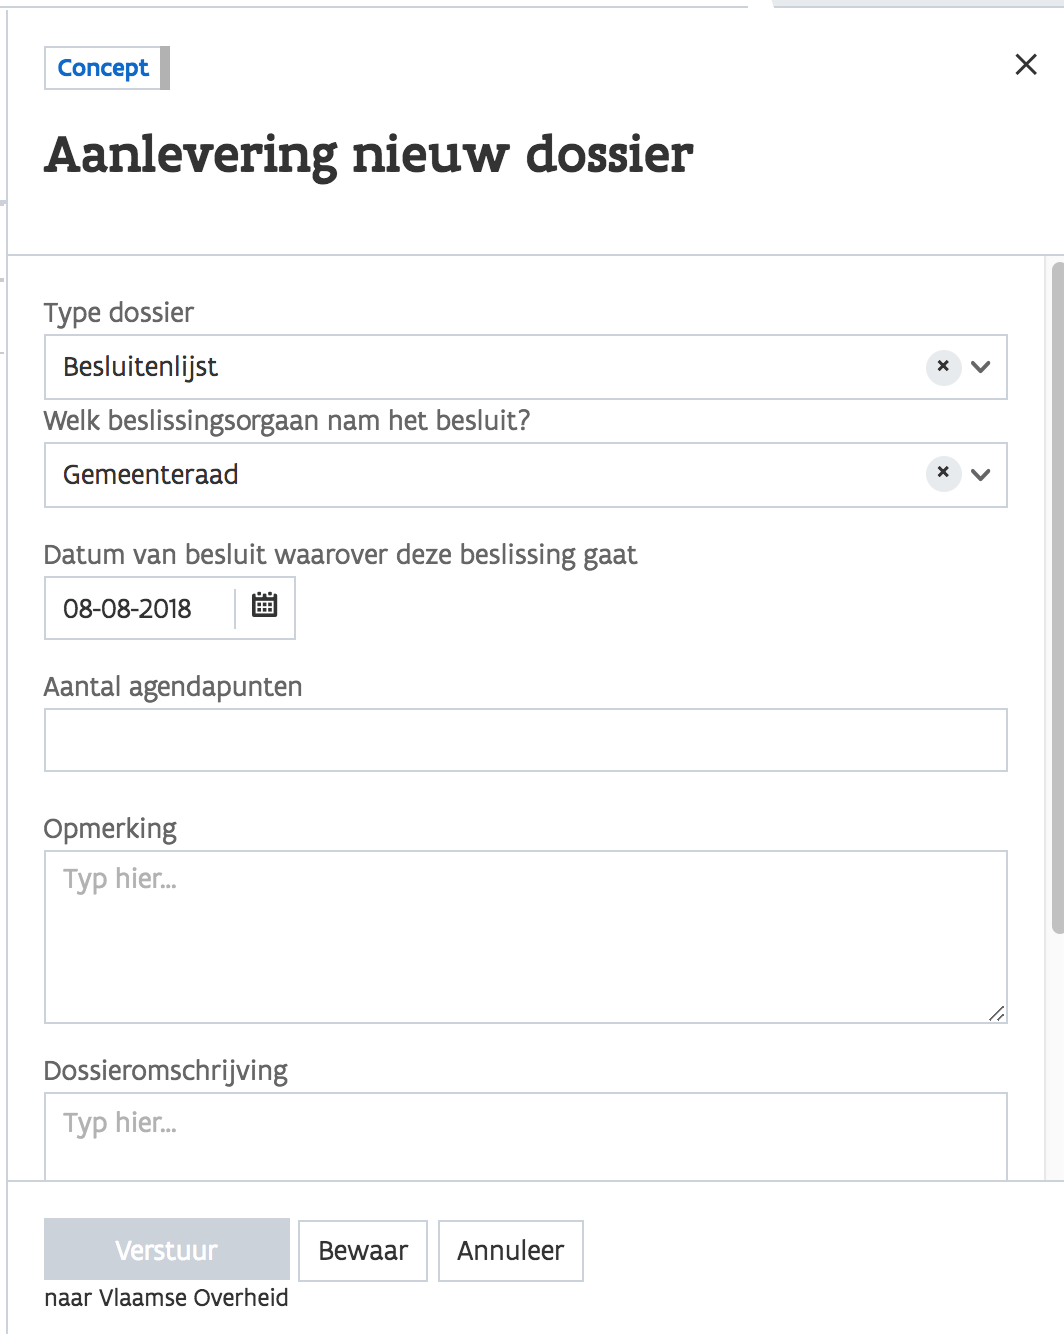 Concept
Aanlevering nieuw dossier
Type dossier
Besluitenlijst
Welk beslissingsorgaan nam het besluit?
Gemeenteraad
Datum van besluit waarover deze beslissing gaat
08-08-2018
Aantal agendapunten
Opmerking
Typ hier...
Dossieromschrijving
Typ hier...
Verstuur Bewaar Annuleer
naar Vlaamse Overheid